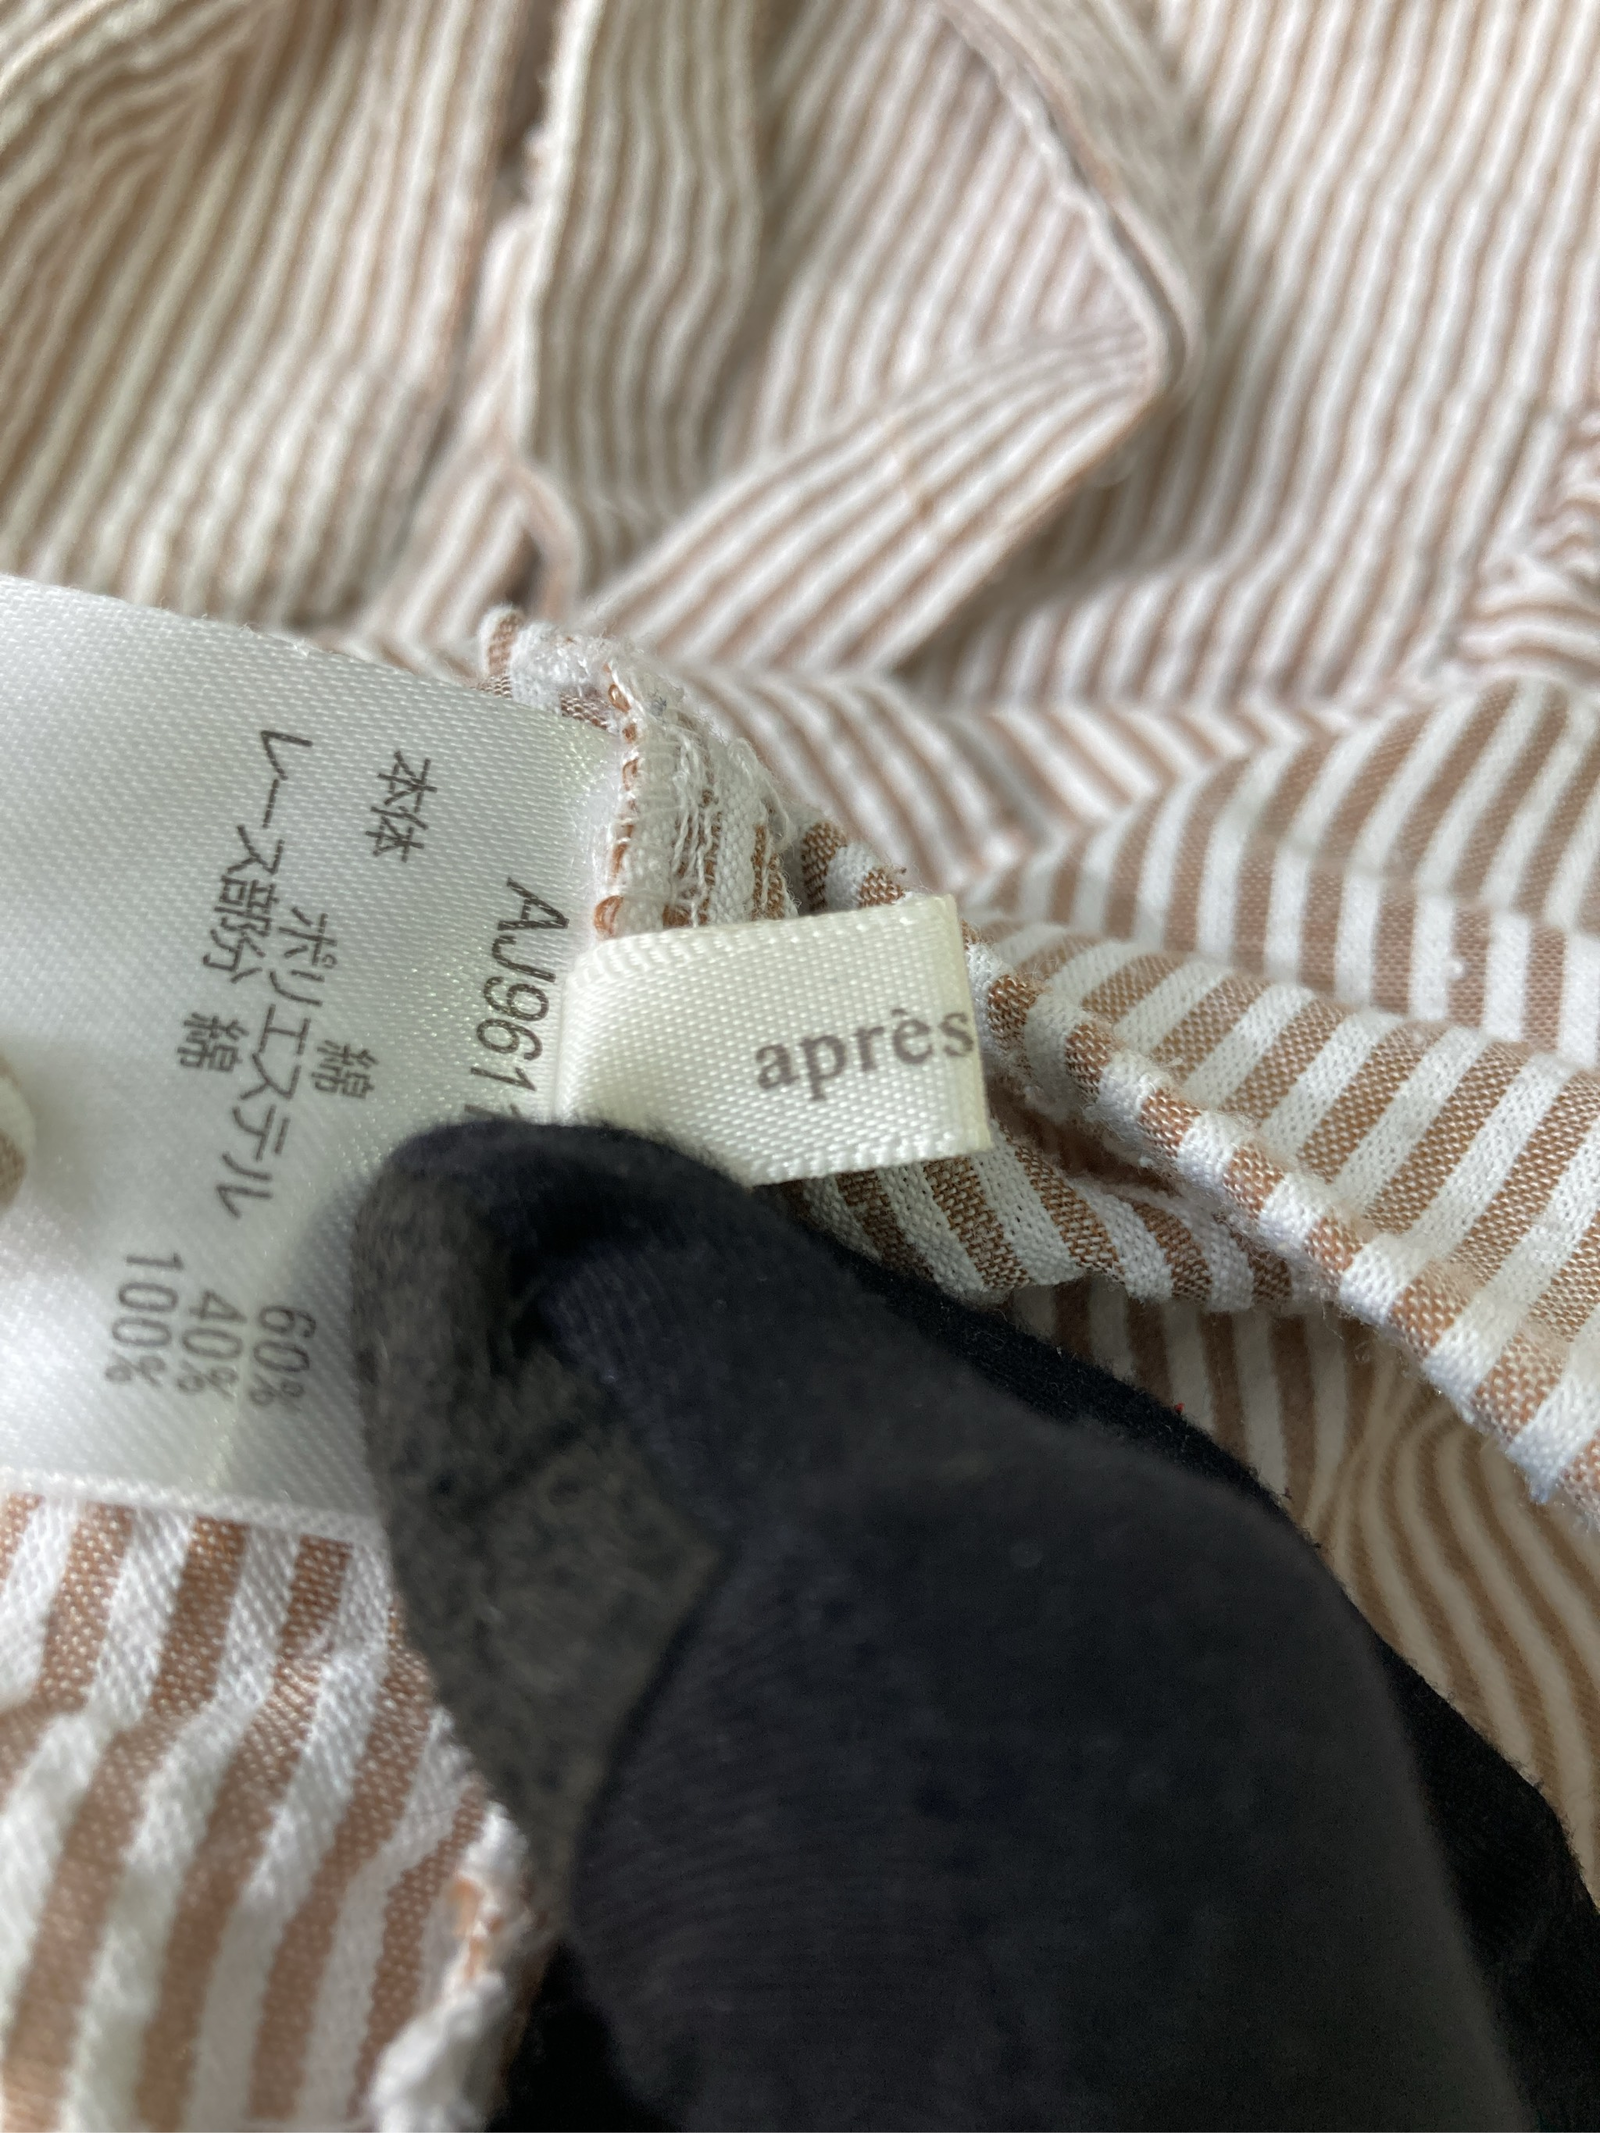 AJ961
本体 綿 60%
ポリエステル 40%
レース部分 綿 100%
綿
après